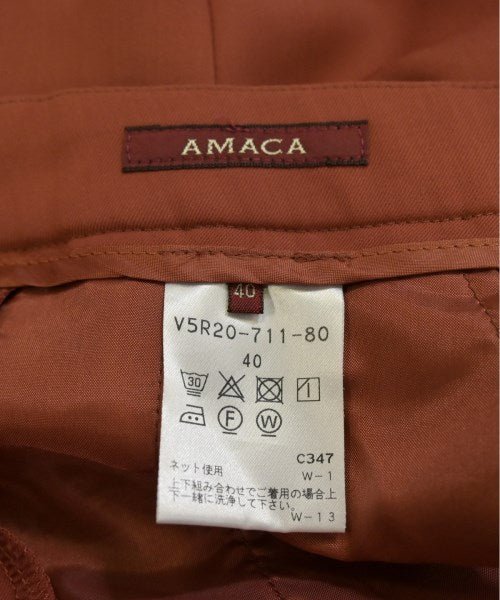 AMACA
40
V5R20-711-80
40
30
1
F W
C347
ネット使用 W-1
上下組み合わせでご着用の場合上
下一緒に洗浄して下さい。
W-13